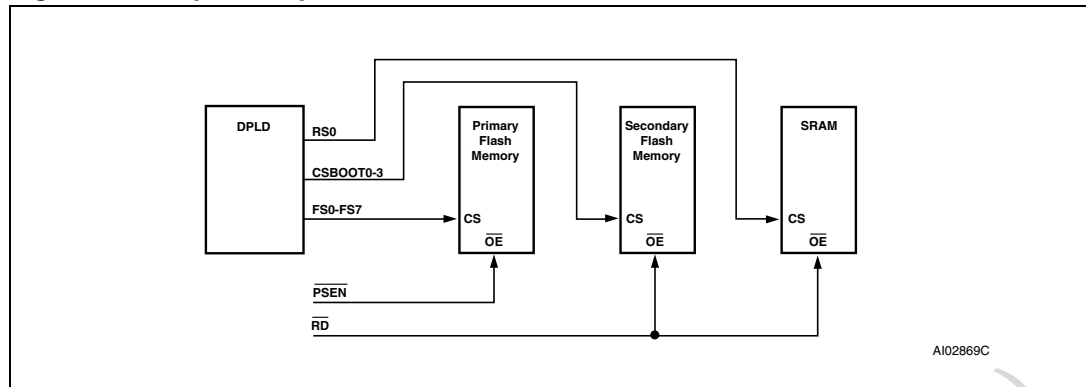 DPLD
RS0
CSBOOT0-3
FS0-FS7
Primary
Flash
Memory
CS
OE
Secondary
Flash
Memory
CS
OE
SRAM
CS
OE
PSEN
RD
AI02869C